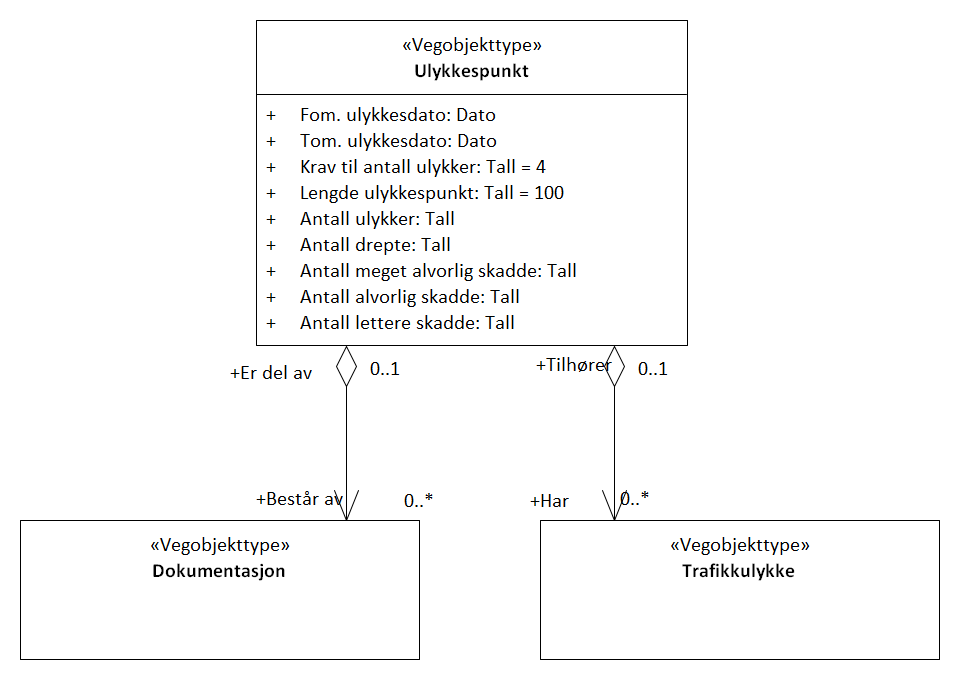 «Vegobjekttype»
Ulykkespunkt
+ Fom. ulykkesdato: Dato
+ Tom. ulykkesdato: Dato
+ Krav til antall ulykker: Tall = 4
+ Lengde ulykkespunkt: Tall = 100
+ Antall ulykker: Tall
+ Antall drepte: Tall
+ Antall meget alvorlig skadde: Tall
+ Antall alvorlig skadde: Tall
+ Antall lettere skadde: Tall
+Er del av 0..1 +Tilhører 0..1
+Består av 0..* +Har 0..*
«Vegobjekttype» «Vegobjekttype»
Dokumentasjon Trafikkulykke